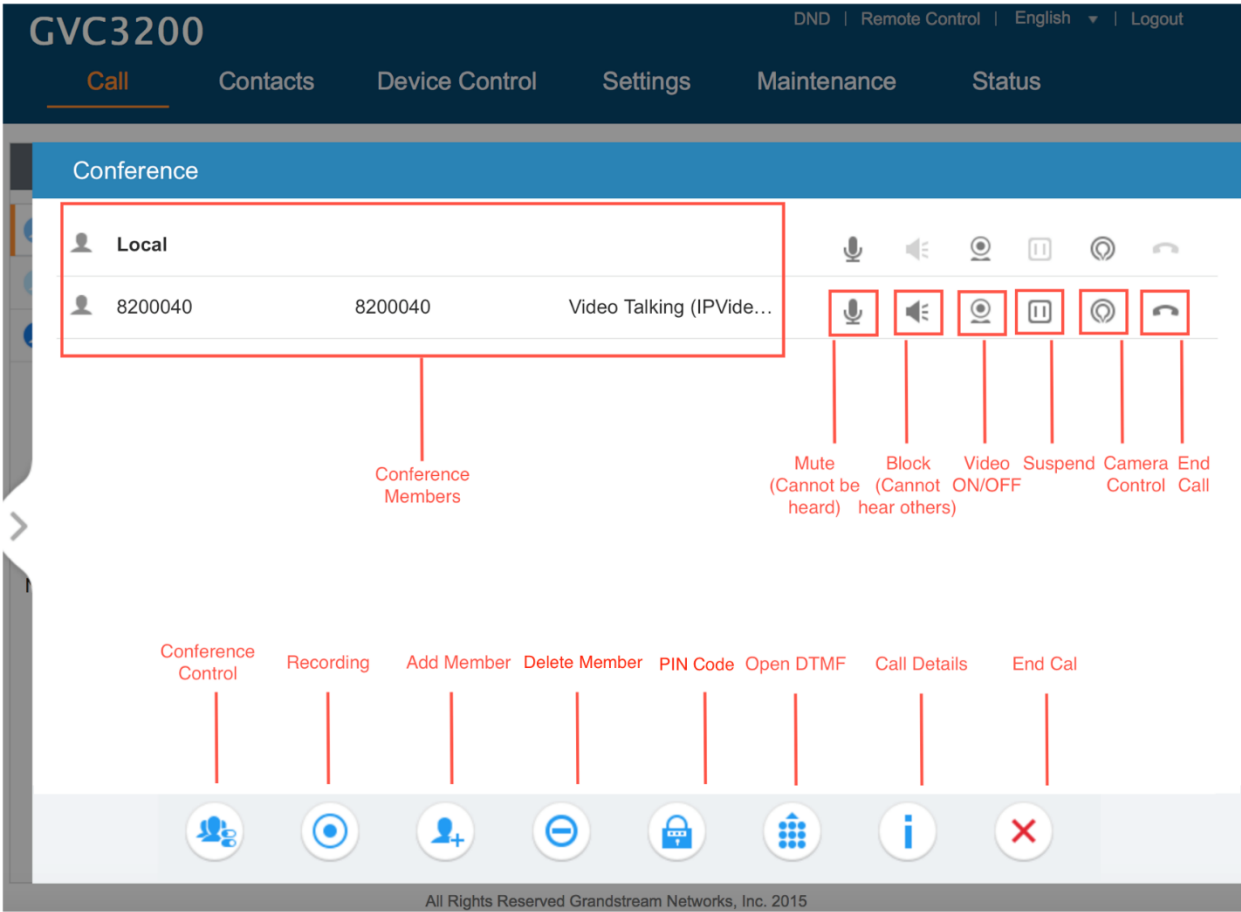 GVC3200
DND | Remote Control | English | Logout
Call Contacts Device Control Settings Maintenance Status
Conference
Local
8200040 8200040 Video Talking (IPVide...
Conference
Members
Mute
(Cannot be
heard)
Block
(Cannot
hear others)
Video
ON/OFF
Suspend
Camera
Control
End
Call
Conference
Control
Recording
Add Member
Delete Member
PIN Code
Open DTMF
Call Details
End Cal
All Rights Reserved Grandstream Networks, Inc. 2015